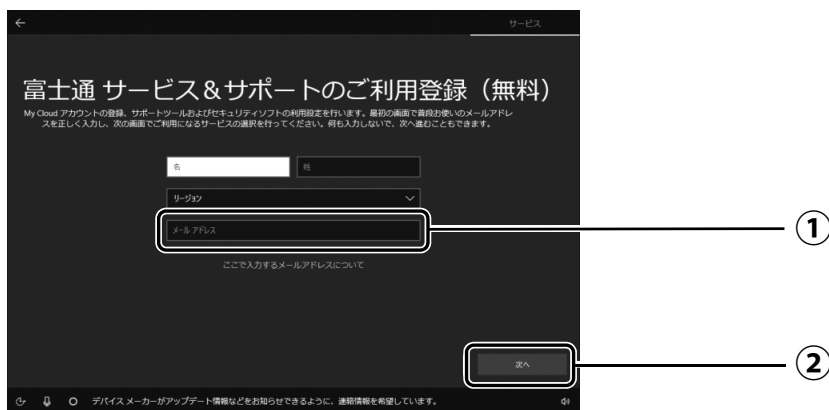 サービス
富士通 サービス＆サポートのご利用登録（無料）
My Cloud アカウントの登録、サポートツールおよびセキュリティソフトの利用設定を行います。最初の画面で普段お使いのメールアドレ
スを正しく入力し、次の画面でご利用になるサービスの選択を行ってください。何も入力しないで、次へ進むこともできます。
名 姓
リージョン
メール アドレス
①
ここで入力するメールアドレスについて
次へ
②
デバイス メーカーがアップデート情報などをお知らせできるように、連絡情報を希望しています。